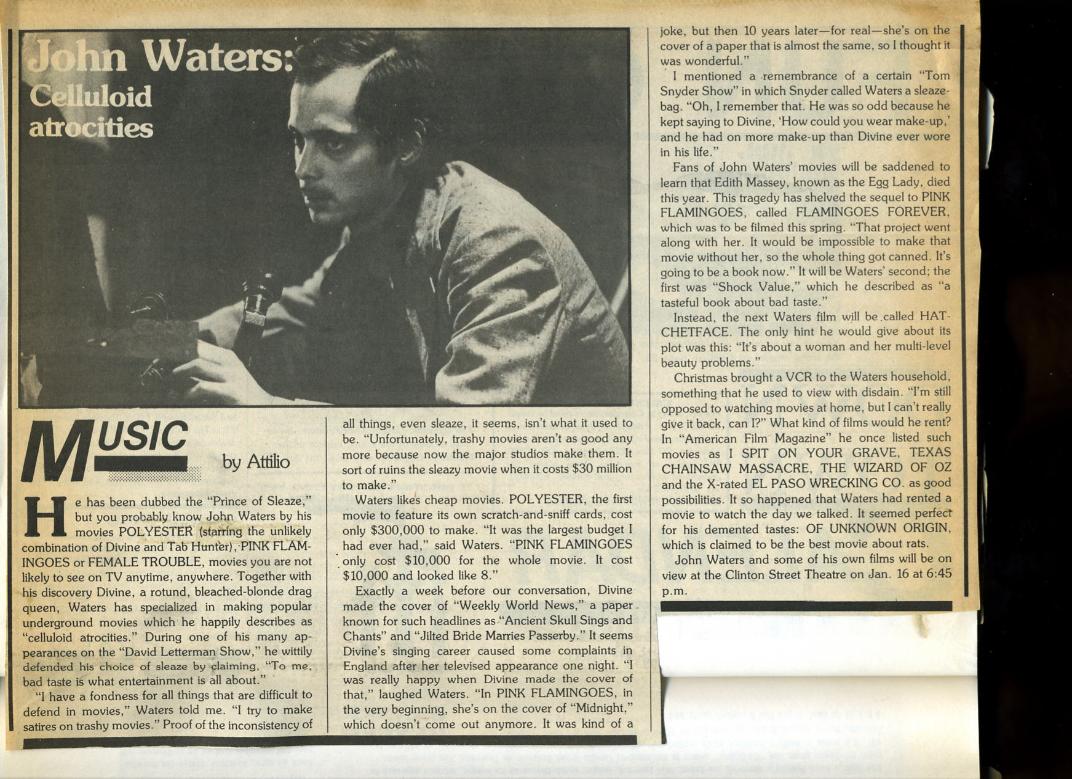 John Waters:
Celluloid
atrocities
MUSIC
by Attilio
He has been dubbed the “Prince of Sleaze,”
but you probably know John Waters by his
movies POLYESTER (starring the unlikely
combination of Divine and Tab Hunter), PINK FLAM-
INGOES or FEMALE TROUBLE, movies you are not
likely to see on TV anytime, anywhere. Together with
his discovery Divine, a rotund, bleached-blonde drag
queen, Waters has specialized in making popular
underground movies which he happily describes as
“celluloid atrocities.” During one of his many ap-
pearances on the “David Letterman Show,” he wittily
defended his choice of sleaze by claiming, “To me,
bad taste is what entertainment is all about.”
“I have a fondness for all things that are difficult to
defend in movies,” Waters told me. “I try to make
satires on trashy movies.” Proof of the inconsistency of
all things, even sleaze, it seems, isn’t what it used to
be. “Unfortunately, trashy movies aren’t as good any
more because now the major studios make them. It
sort of ruins the sleazy movie when it costs $30 million
to make.”
Waters likes cheap movies. POLYESTER, the first
movie to feature its own scratch-and-sniff cards, cost
only $300,000 to make. “It was the largest budget I
had ever had,” said Waters. “PINK FLAMINGOES
only cost $10,000 for the whole movie. It cost
$10,000 and looked like 8.”
Exactly a week before our conversation, Divine
made the cover of “Weekly World News,” a paper
known for such headlines as “Ancient Skull Sings and
Chants” and “Jilted Bride Marries Passerby.” It seems
Divine’s singing career caused some complaints in
England after her televised appearance one night. “I
was really happy when Divine made the cover of
that,” laughed Waters. “In PINK FLAMINGOES, in
the very beginning, she’s on the cover of “Midnight,”
which doesn’t come out anymore. It was kind of a
joke, but then 10 years later—for real—she’s on the
cover of a paper that is almost the same, so I thought it
was wonderful.”
I mentioned a remembrance of a certain “Tom
Snyder Show” in which Snyder called Waters a sleaze-
bag. “Oh, I remember that. He was so odd because he
kept saying to Divine, ‘How could you wear make-up,’
and he had on more make-up than Divine ever wore
in his life.”
Fans of John Waters’ movies will be saddened to
learn that Edith Massey, known as the Egg Lady, died
this year. This tragedy has shelved the sequel to PINK
FLAMINGOES, called FLAMINGOES FOREVER,
which was to be filmed this spring. “That project went
along with her. It would be impossible to make that
movie without her, so the whole thing got canned. It’s
going to be a book now.” It will be Waters’ second; the
first was “Shock Value,” which he described as “a
tasteful book about bad taste.”
Instead, the next Waters film will be called HAT-
CHETFACE. The only hint he would give about its
plot was this: “It’s about a woman and her multi-level
beauty problems.”
Christmas brought a VCR to the Waters household,
something that he used to view with disdain. “I’m still
opposed to watching movies at home, but I can’t really
give it back, can I?” What kind of films would he rent?
In “American Film Magazine” he once listed such
movies as I SPIT ON YOUR GRAVE, TEXAS
CHAINSAW MASSACRE, THE WIZARD OF OZ
and the X-rated EL PASO WRECKING CO. as good
possibilities. It so happened that Waters had rented a
movie to watch the day we talked. It seemed perfect
for his demented tastes: OF UNKNOWN ORIGIN,
which is claimed to be the best movie about rats.
John Waters and some of his own films will be on
view at the Clinton Street Theatre on Jan. 16 at 6:45
p.m.